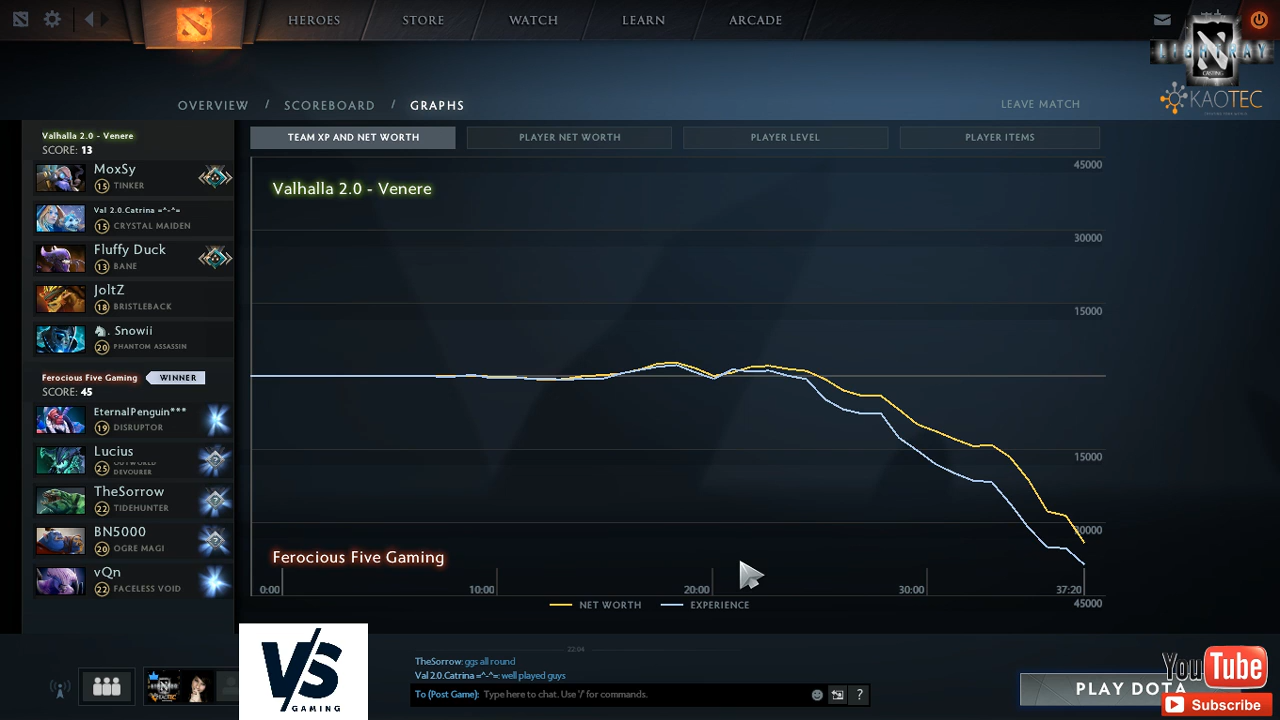 HEROES
STORE
WATCH
LEARN
ARCADE
LIGHTRAY
CASTING
KAOTEC
OVERVIEW / SCOREBOARD / GRAPHS
LEAVE MATCH
TEAM XP AND NET WORTH
PLAYER NET WORTH
PLAYER LEVEL
PLAYER ITEMS
Valhalla 2.0 - Venere
SCORE: 13
MoxSy
15 TINKER
Val 2.0.Catrina =^-^=
15 CRYSTAL MAIDEN
Fluffy Duck
13 BANE
JoltZ
18 BRISTLEBACK
. Snowii
20 PHANTOM ASSASSIN
Ferocious Five Gaming WINNER
SCORE: 45
EternalPenguin***
19 DISRUPTOR
Lucius
25 OUTWORLD
DEVOURER
TheSorrow
22 TIDEHUNTER
BN5000
20 OGRE MAGI
vQn
22 FACELESS VOID
Valhalla 2.0 - Venere
45000
30000
15000
15000
30000
45000
Ferocious Five Gaming
0:00
10:00
20:00
30:00
37:20
NET WORTH
EXPERIENCE
VS
GAMING
KAOTEC
22:04
TheSorrow: ggs all round
Val 2.0.Catrina =^-^=: well played guys
To (Post Game): Type here to chat. Use '/' for commands.
?
PLAY DOTA
YouTube
Subscribe